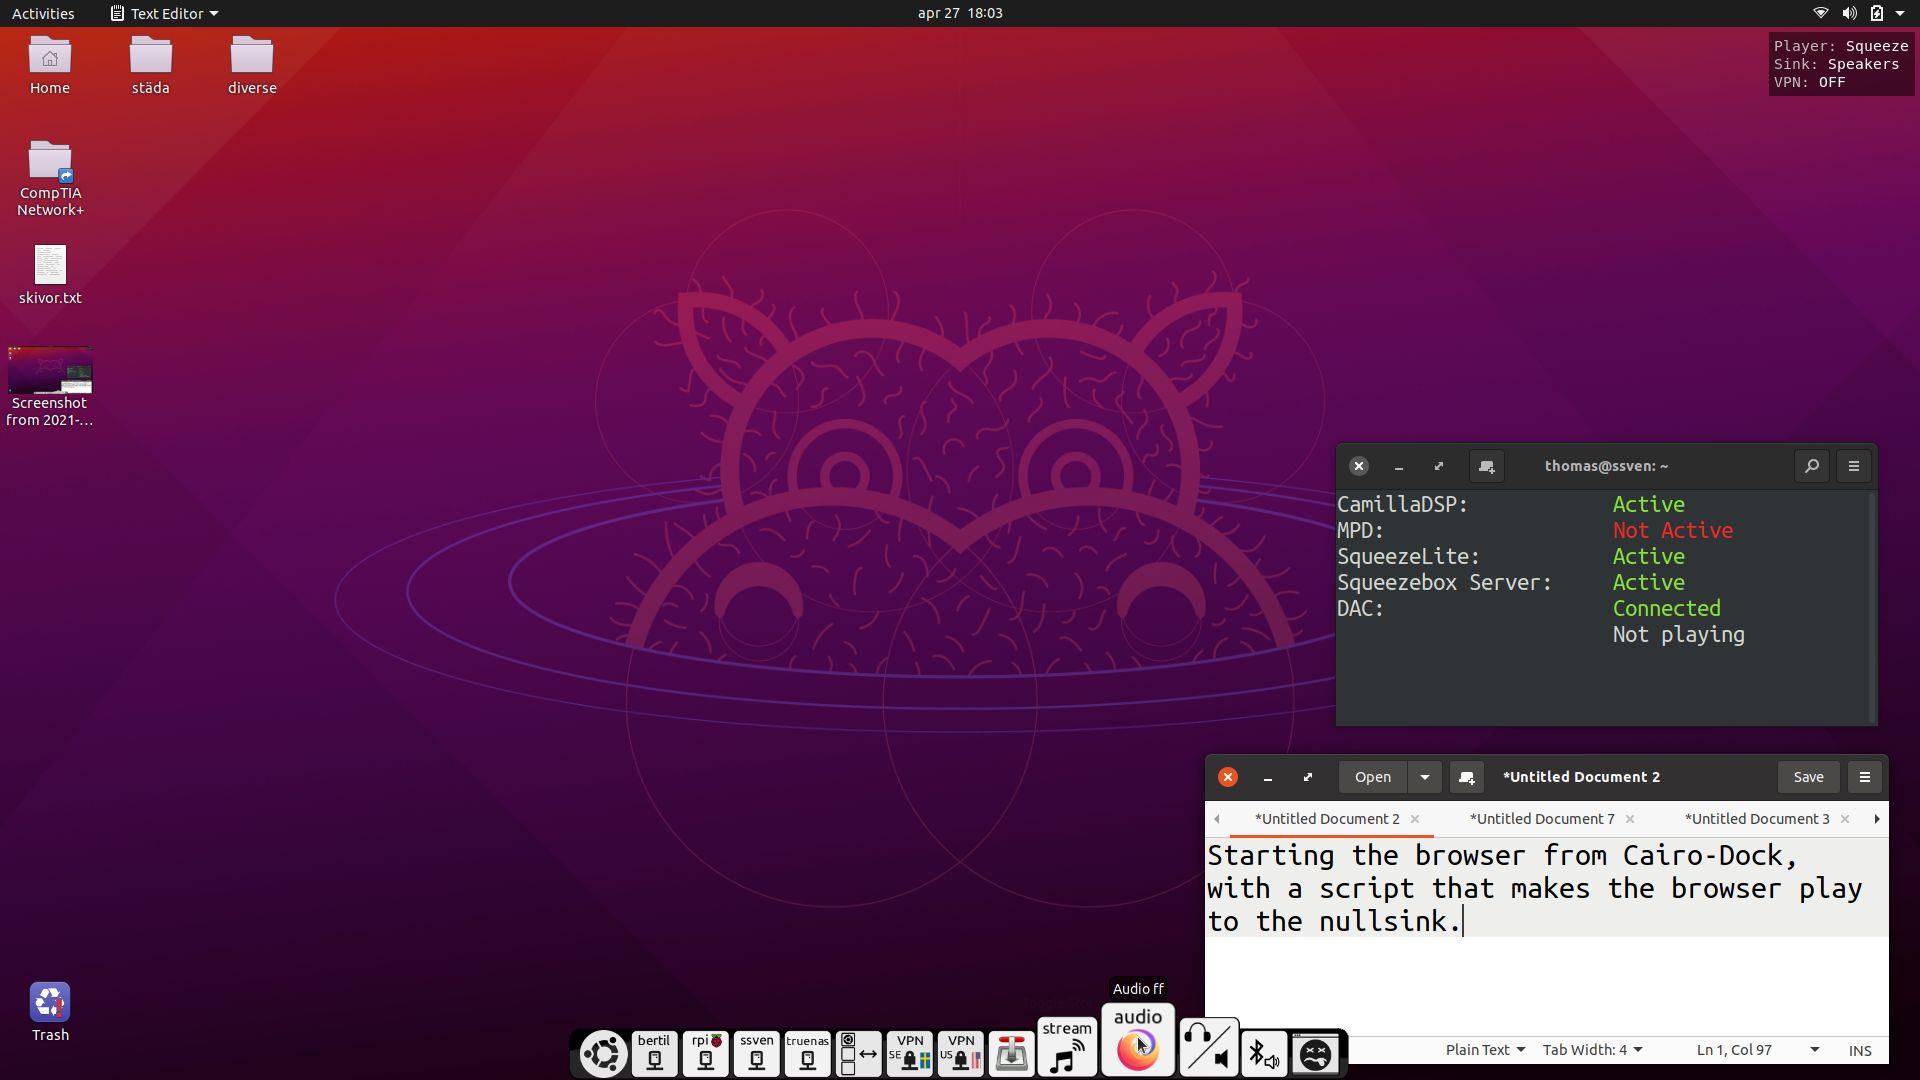 Activities
Text Editor
apr 27 18:03
Player: Squeeze
Sink: Speakers
VPN: OFF
Home
städa
diverse
CompTIA
Network+
skivor.txt
Screenshot
from 2021-...
thomas@ssven: ~
CamillaDSP: Active
MPD: Not Active
SqueezeLite: Active
Squeezebox Server: Active
DAC: Connected
Not playing
Open
*Untitled Document 2
Save
*Untitled Document 2
*Untitled Document 7
*Untitled Document 3
Starting the browser from Cairo-Dock,
with a script that makes the browser play
to the nullsink.
Plain Text
Tab Width: 4
Ln 1, Col 97
INS
Trash
Audio ff
bertil
rpi
ssven
truenas
VPN
SE
VPN
US
stream
audio